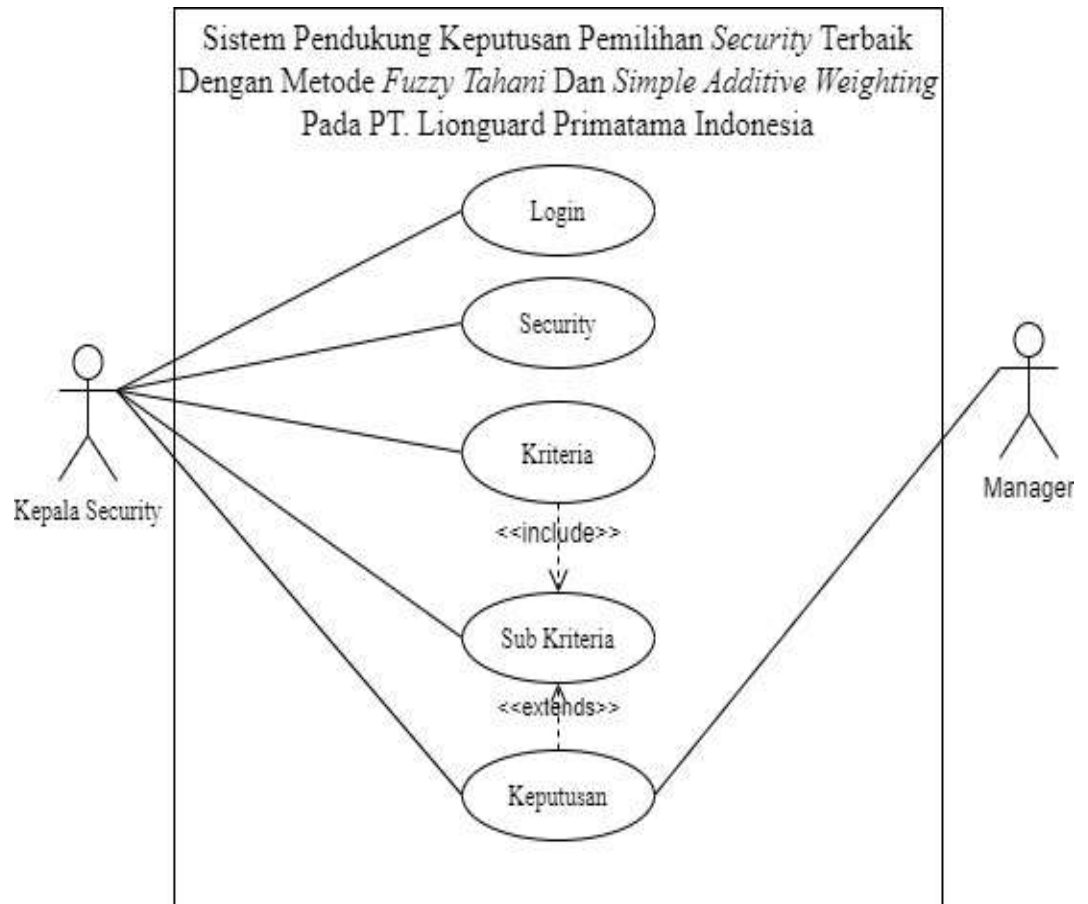 Sistem Pendukung Keputusan Pemilihan Security Terbaik
Dengan Metode Fuzzy Tahani Dan Simple Additive Weighting
Pada PT. Lionguard Primatama Indonesia
Login
Security
Kriteria
Kepala Security
Manager
<<include>>
Sub Kriteria
<<extends>>
Keputusan